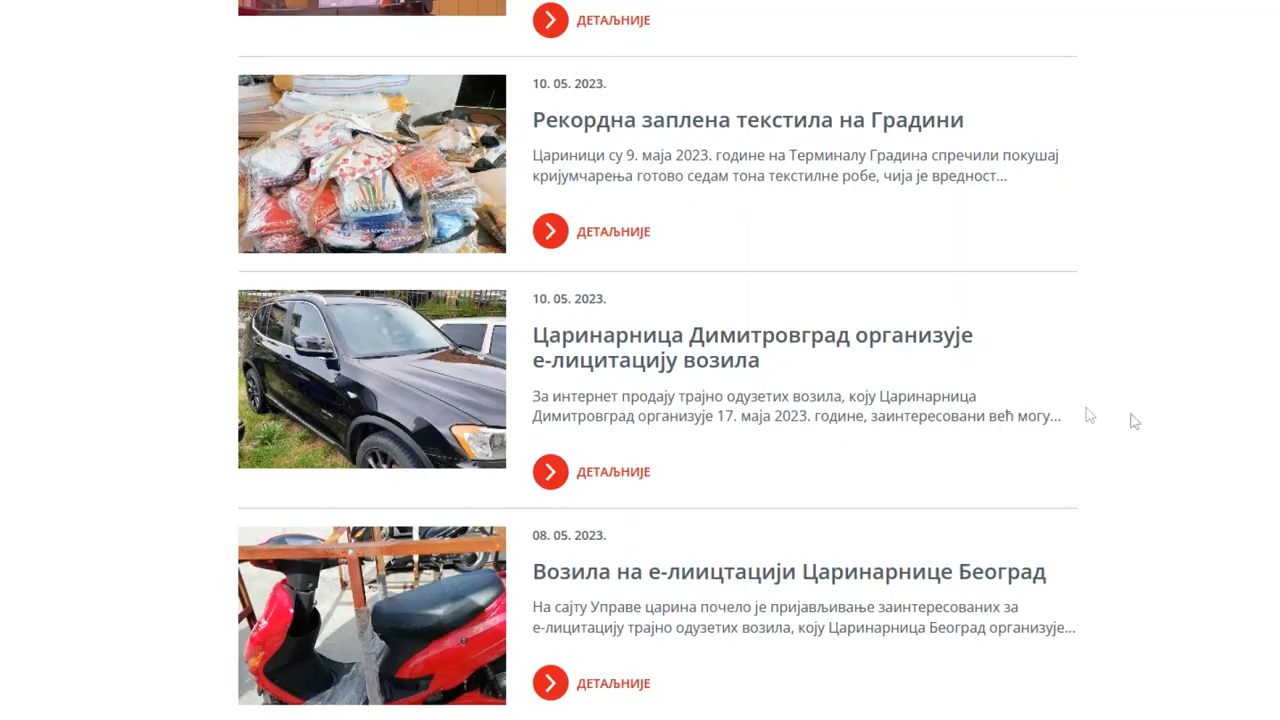 ДЕТАЉНИЈЕ
10. 05. 2023.
Рекордна заплена текстила на Градини
Цариници су 9. маја 2023. године на Терминалу Градина спречили покушај
кријумчарења готово седам тона текстилне робе, чија је вредност...
ДЕТАЉНИЈЕ
10. 05. 2023.
Царинарница Димитровград организује
е-лицитацију возила
За интернет продају трајно одузетих возила, коју Царинарница
Димитровград организује 17. маја 2023. године, заинтересовани већ могу...
ДЕТАЉНИЈЕ
08. 05. 2023.
Возила на е-лиицтацији Царинарнице Београд
На сајту Управе царина почело је пријављивање заинтересованих за
е-лицитацију трајно одузетих возила, коју Царинарница Београд организује...
ДЕТАЉНИЈЕ